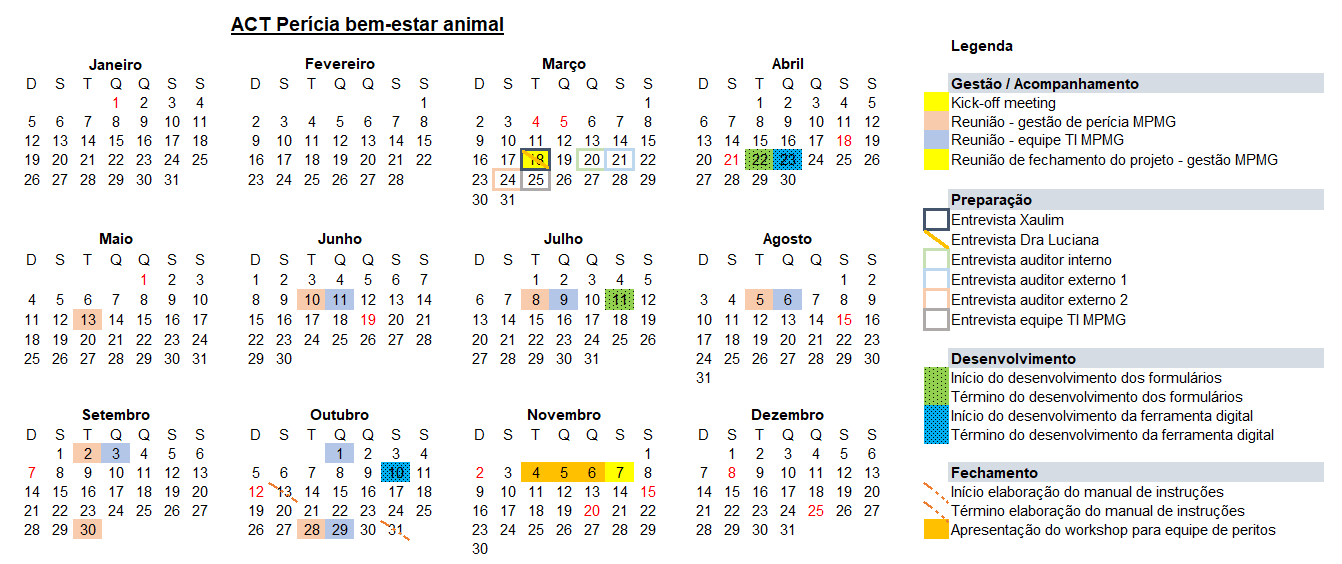 ACT Perícia bem-estar animal
Janeiro
D S T Q Q S S
1 2 3 4
5 6 7 8 9 10 11
12 13 14 15 16 17 18
19 20 21 22 23 24 25
26 27 28 29 30 31
Fevereiro
D S T Q Q S S
1
2 3 4 5 6 7 8
9 10 11 12 13 14 15
16 17 18 19 20 21 22
23 24 25 26 27 28
Março
D S T Q Q S S
1
2 3 4 5 6 7 8
9 10 11 12 13 14 15
16 17 18 19 20 21 22
23 24 25 26 27 28 29
30 31
Abril
D S T Q Q S S
1 2 3 4 5
6 7 8 9 10 11 12
13 14 15 16 17 18 19
20 21 22 23 24 25 26
27 28 29 30
Maio
D S T Q Q S S
1 2 3
4 5 6 7 8 9 10
11 12 13 14 15 16 17
18 19 20 21 22 23 24
25 26 27 28 29 30 31
Junho
D S T Q Q S S
1 2 3 4 5 6 7
8 9 10 11 12 13 14
15 16 17 18 19 20 21
22 23 24 25 26 27 28
29 30
Julho
D S T Q Q S S
1 2 3 4 5
6 7 8 9 10 11 12
13 14 15 16 17 18 19
20 21 22 23 24 25 26
27 28 29 30 31
Agosto
D S T Q Q S S
1 2
3 4 5 6 7 8 9
10 11 12 13 14 15 16
17 18 19 20 21 22 23
24 25 26 27 28 29 30
31
Setembro
D S T Q Q S S
1 2 3 4 5 6
7 8 9 10 11 12 13
14 15 16 17 18 19 20
21 22 23 24 25 26 27
28 29 30
Outubro
D S T Q Q S S
1 2 3 4
5 6 7 8 9 10 11
12 13 14 15 16 17 18
19 20 21 22 23 24 25
26 27 28 29 30 31
Novembro
D S T Q Q S S
1
2 3 4 5 6 7 8
9 10 11 12 13 14 15
16 17 18 19 20 21 22
23 24 25 26 27 28 29
30
Dezembro
D S T Q Q S S
1 2 3 4 5 6
7 8 9 10 11 12 13
14 15 16 17 18 19 20
21 22 23 24 25 26 27
28 29 30 31
Legenda
Gestão / Acompanhamento
Kick-off meeting
Reunião - gestão de perícia MPMG
Reunião - equipe TI MPMG
Reunião de fechamento do projeto - gestão MPMG
Preparação
Entrevista Xaulim
Entrevista Dra Luciana
Entrevista auditor interno
Entrevista auditor externo 1
Entrevista auditor externo 2
Entrevista equipe TI MPMG
Desenvolvimento
Início do desenvolvimento dos formulários
Término do desenvolvimento dos formulários
Início do desenvolvimento da ferramenta digital
Término do desenvolvimento da ferramenta digital
Fechamento
Início elaboração do manual de instruções
Término elaboração do manual de instruções
Apresentação do workshop para equipe de peritos